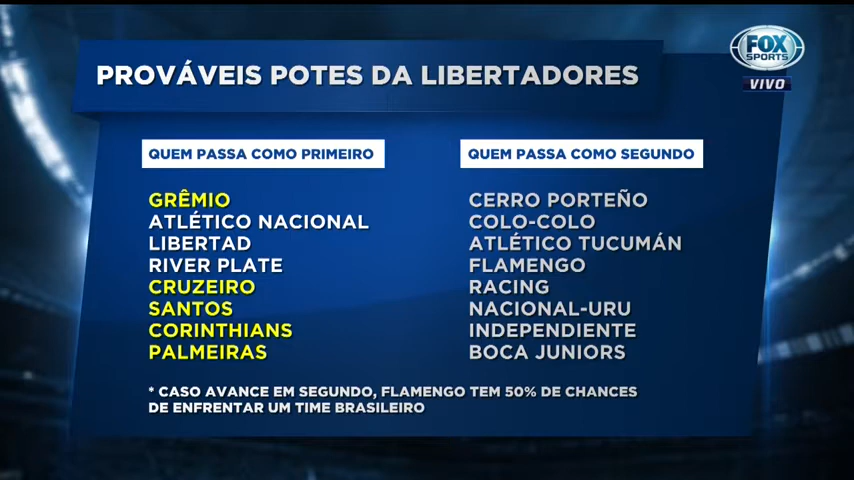 PROVÁVEIS POTES DA LIBERTADORES
FOX
SPORTS
VIVO
QUEM PASSA COMO PRIMEIRO
GRÊMIO
ATLÉTICO NACIONAL
LIBERTAD
RIVER PLATE
CRUZEIRO
SANTOS
CORINTHIANS
PALMEIRAS
QUEM PASSA COMO SEGUNDO
CERRO PORTEÑO
COLO-COLO
ATLÉTICO TUCUMÁN
FLAMENGO
RACING
NACIONAL-URU
INDEPENDIENTE
BOCA JUNIORS
* CASO AVANCE EM SEGUNDO, FLAMENGO TEM 50% DE CHANCES
DE ENFRENTAR UM TIME BRASILEIRO